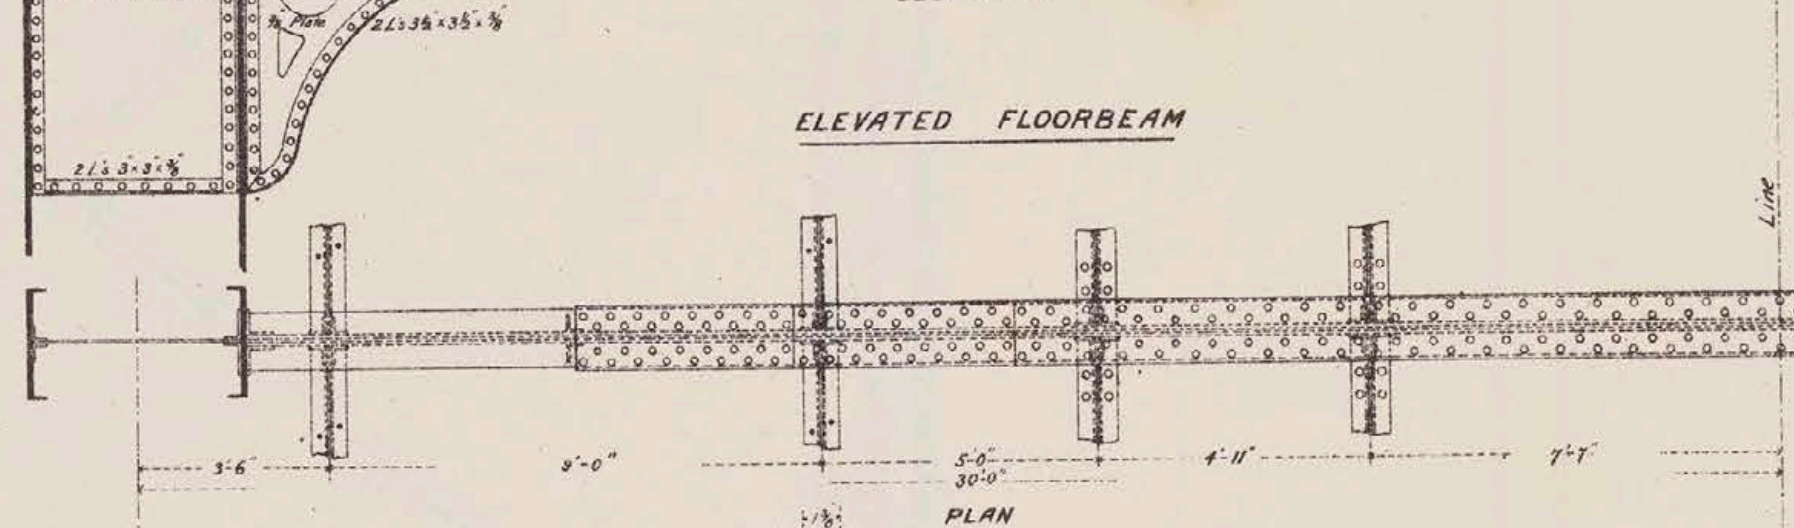 3/8" Plate
2 L's 3½" x 3½" x 3/8"
ELEVATED FLOORBEAM
2 L's 3" x 3" x 3/8"
Line
3'-6"
9'-0"
5'-0"
4'-11"
7'-7"
30'-0"
PLAN